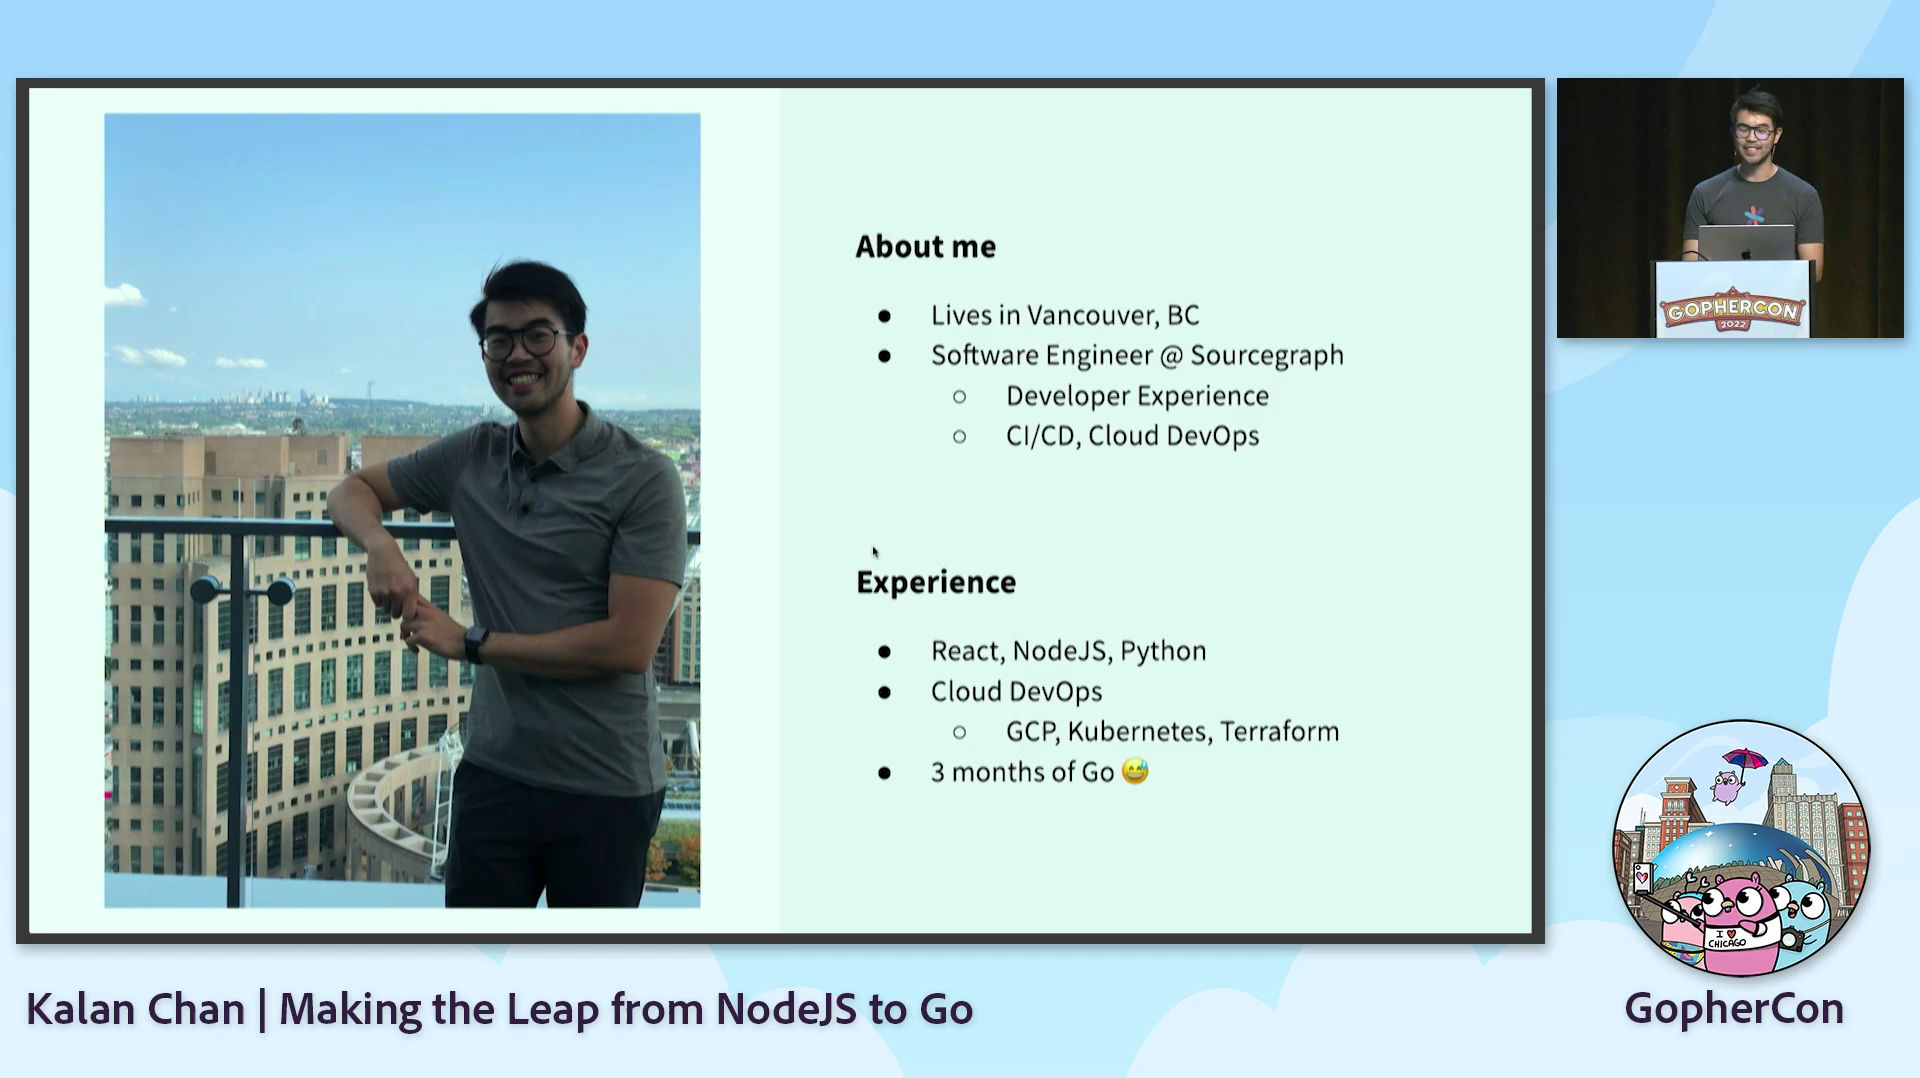 About me
● Lives in Vancouver, BC
● Software Engineer @ Sourcegraph
○ Developer Experience
○ CI/CD, Cloud DevOps
Experience
● React, NodeJS, Python
● Cloud DevOps
○ GCP, Kubernetes, Terraform
● 3 months of Go 😅
GOPHERCON
2022
I ♥
CHICAGO
Kalan Chan | Making the Leap from NodeJS to Go
GopherCon